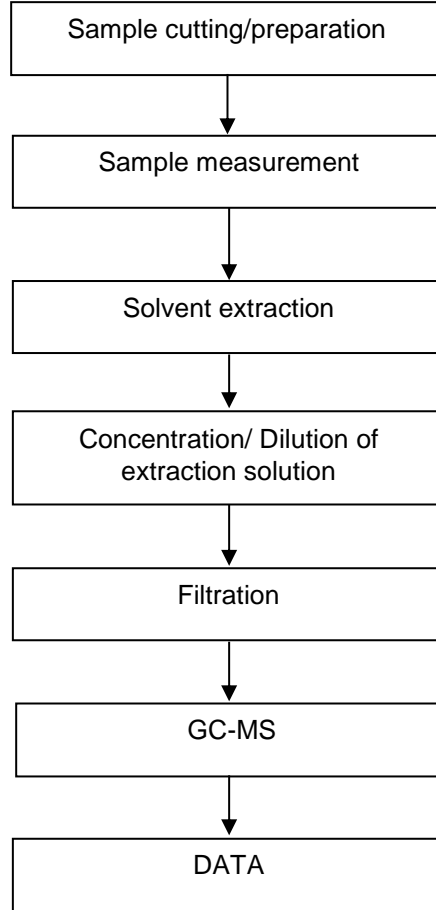 Sample cutting/preparation
Sample measurement
Solvent extraction
Concentration/ Dilution of
extraction solution
Filtration
GC-MS
DATA